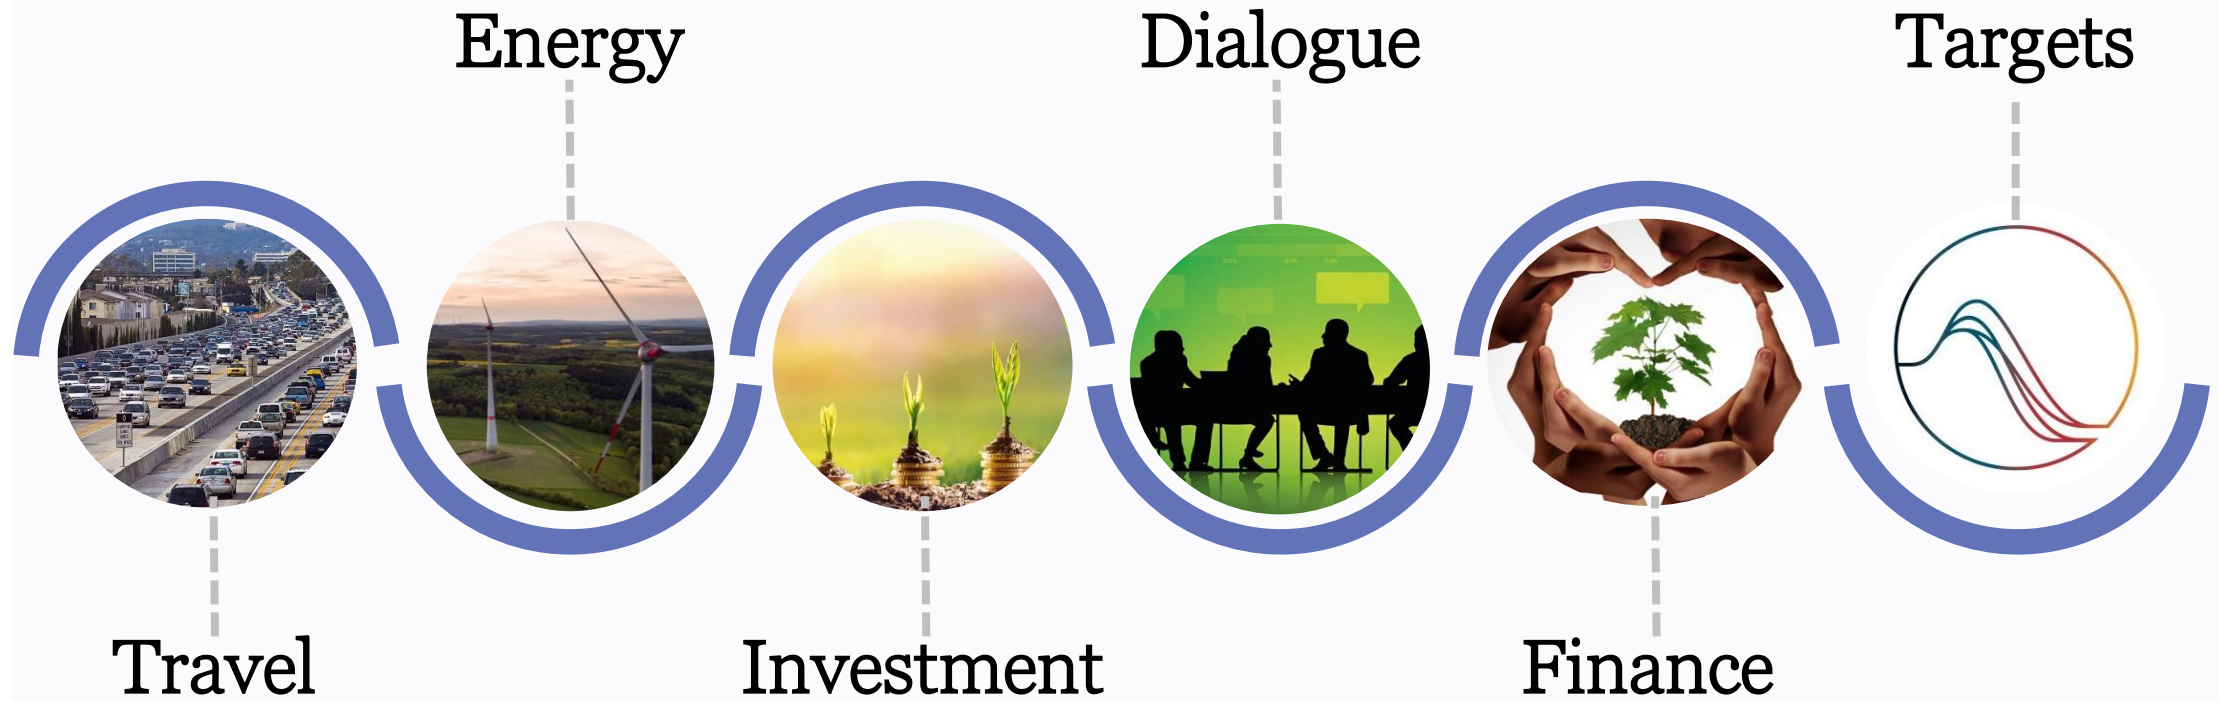 Energy
Dialogue
Targets
Travel
Investment
Finance